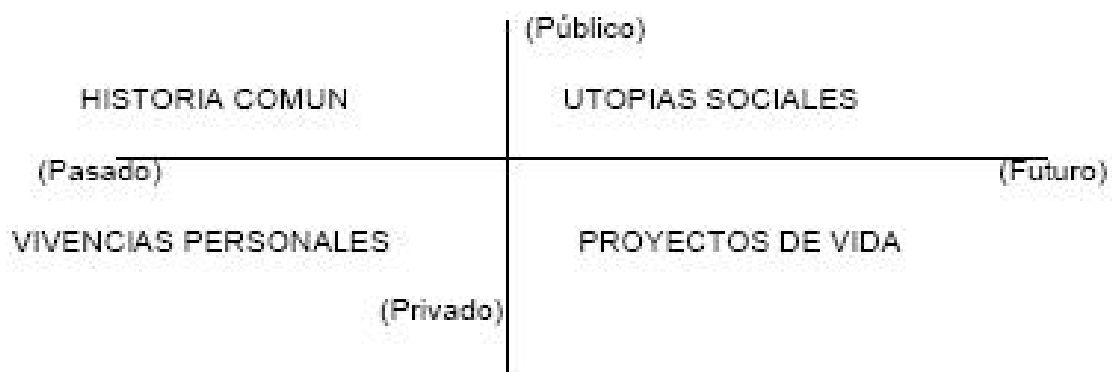 (Público)
HISTORIA COMUN UTOPIAS SOCIALES
(Pasado) (Futuro)
VIVENCIAS PERSONALES PROYECTOS DE VIDA
(Privado)